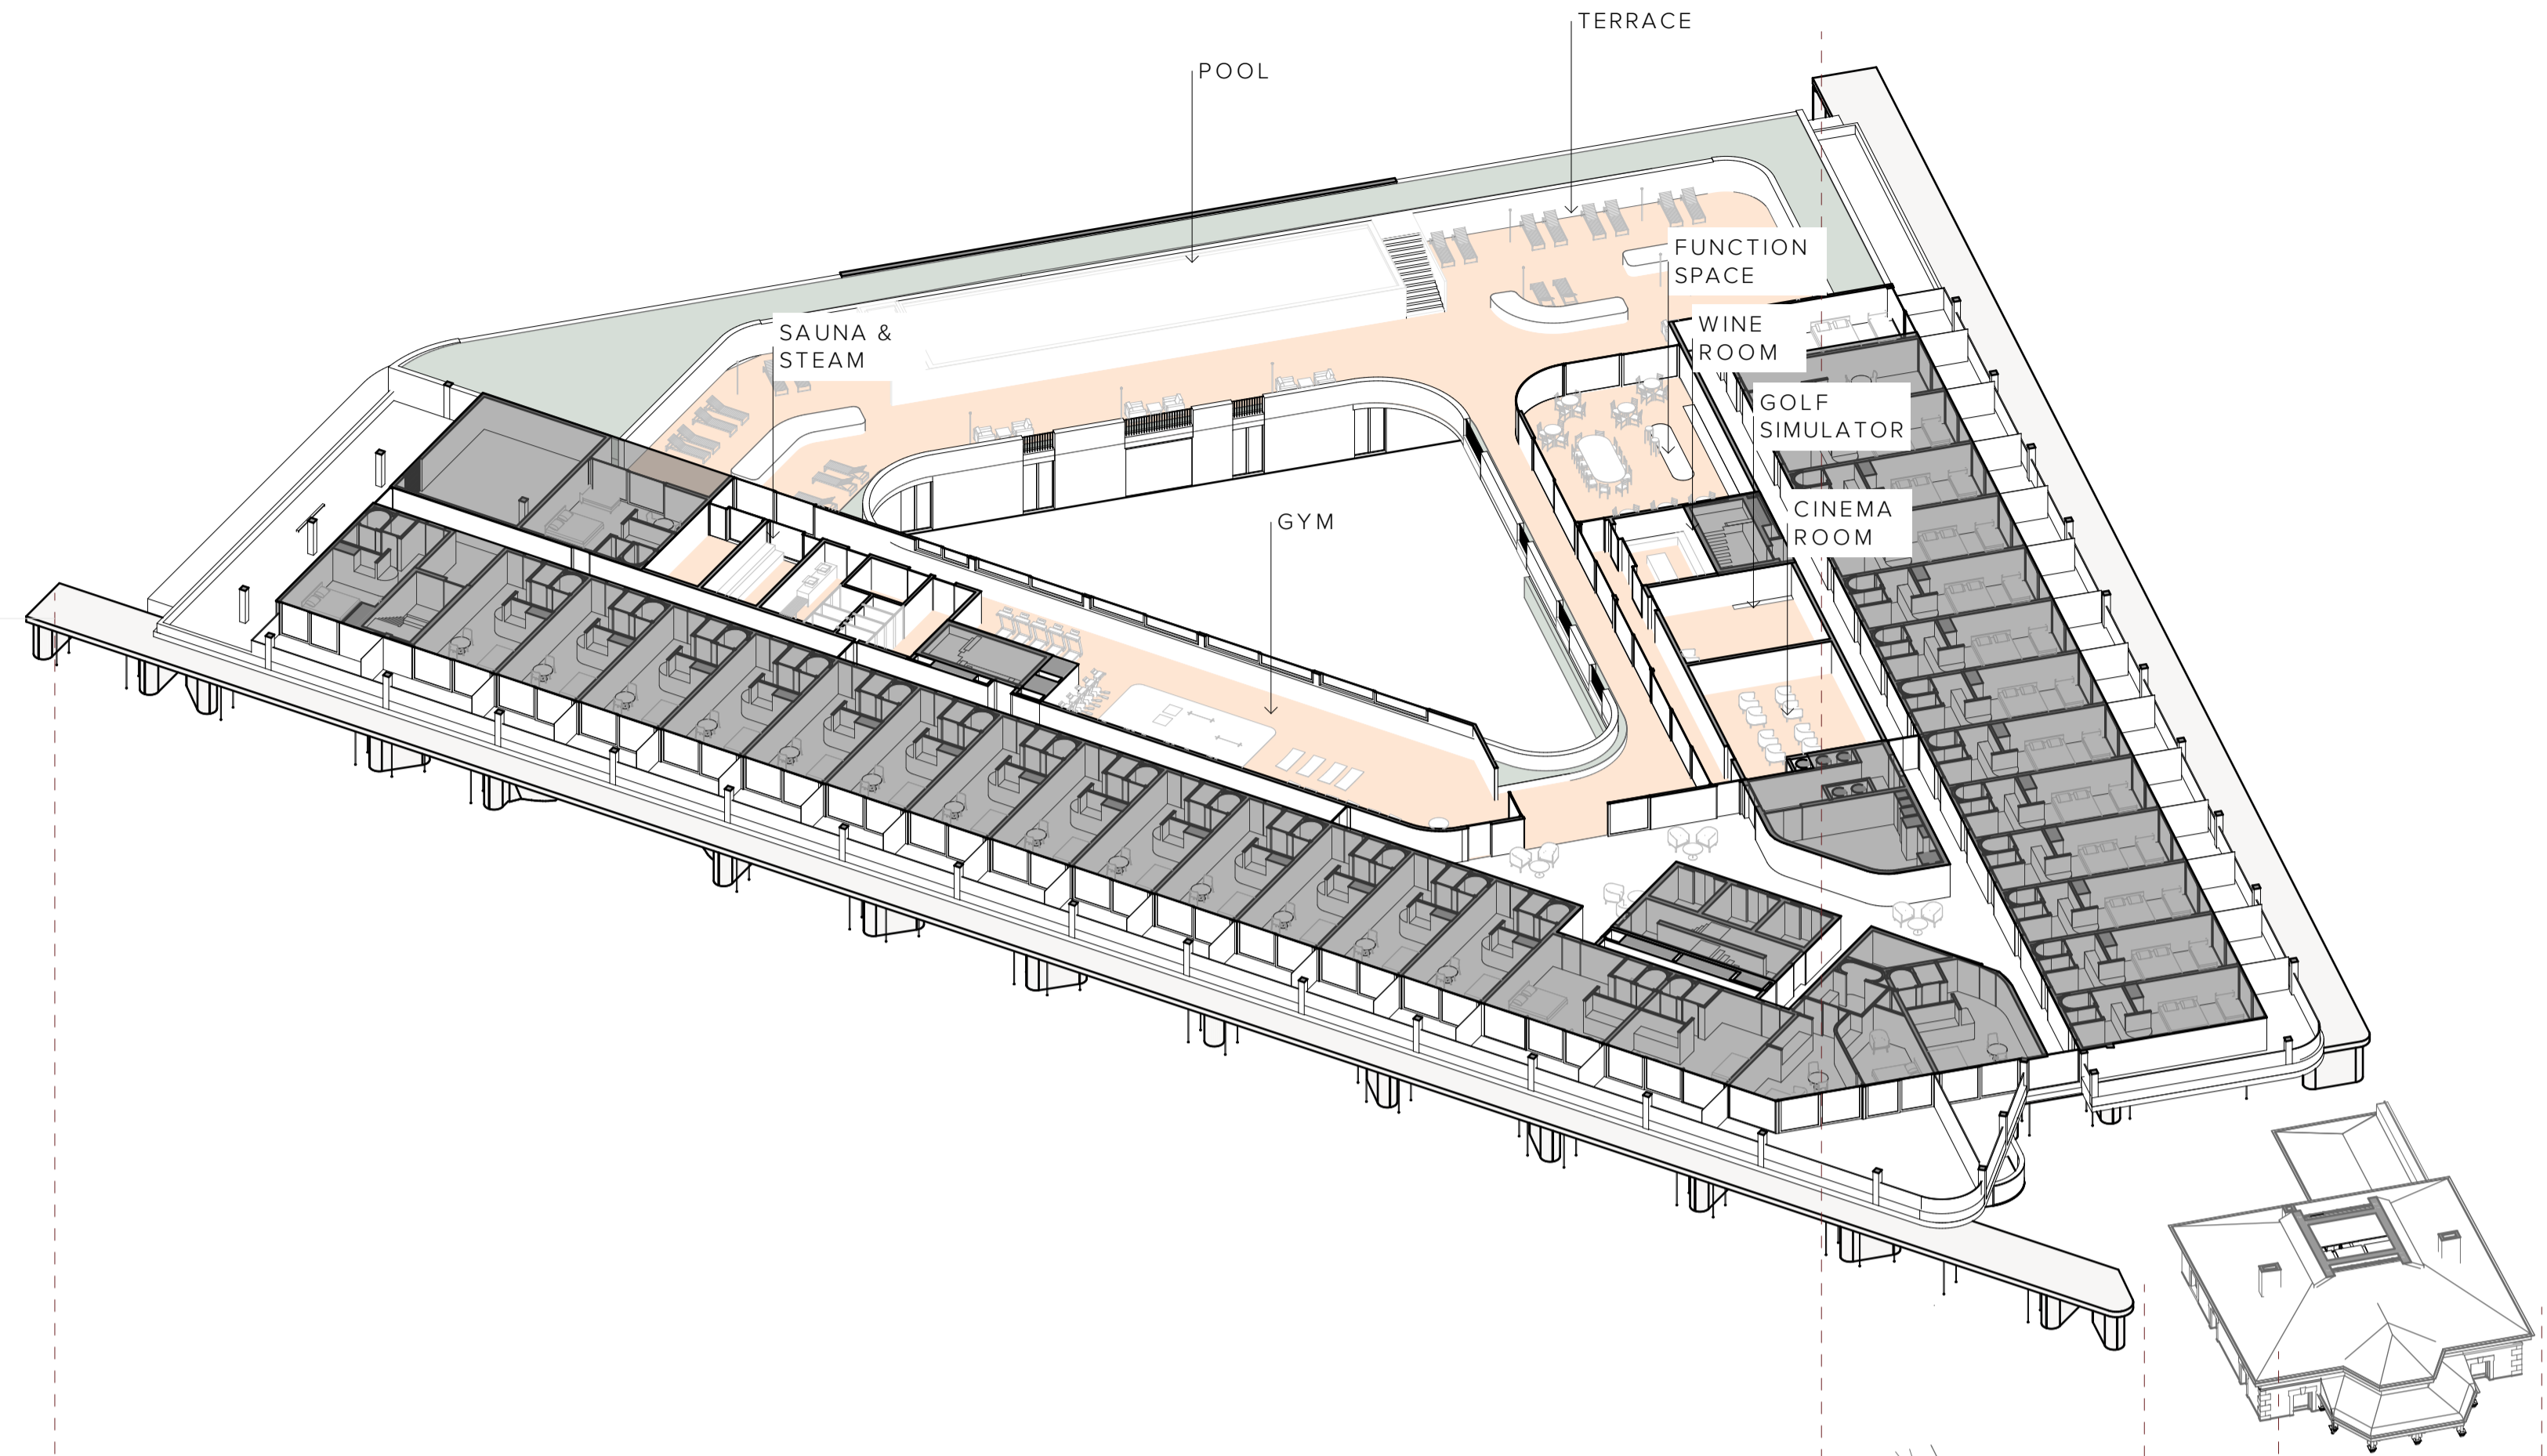 TERRACE
POOL
FUNCTION
SPACE
WINE
ROOM
SAUNA &
STEAM
GOLF
SIMULATOR
CINEMA
ROOM
GYM